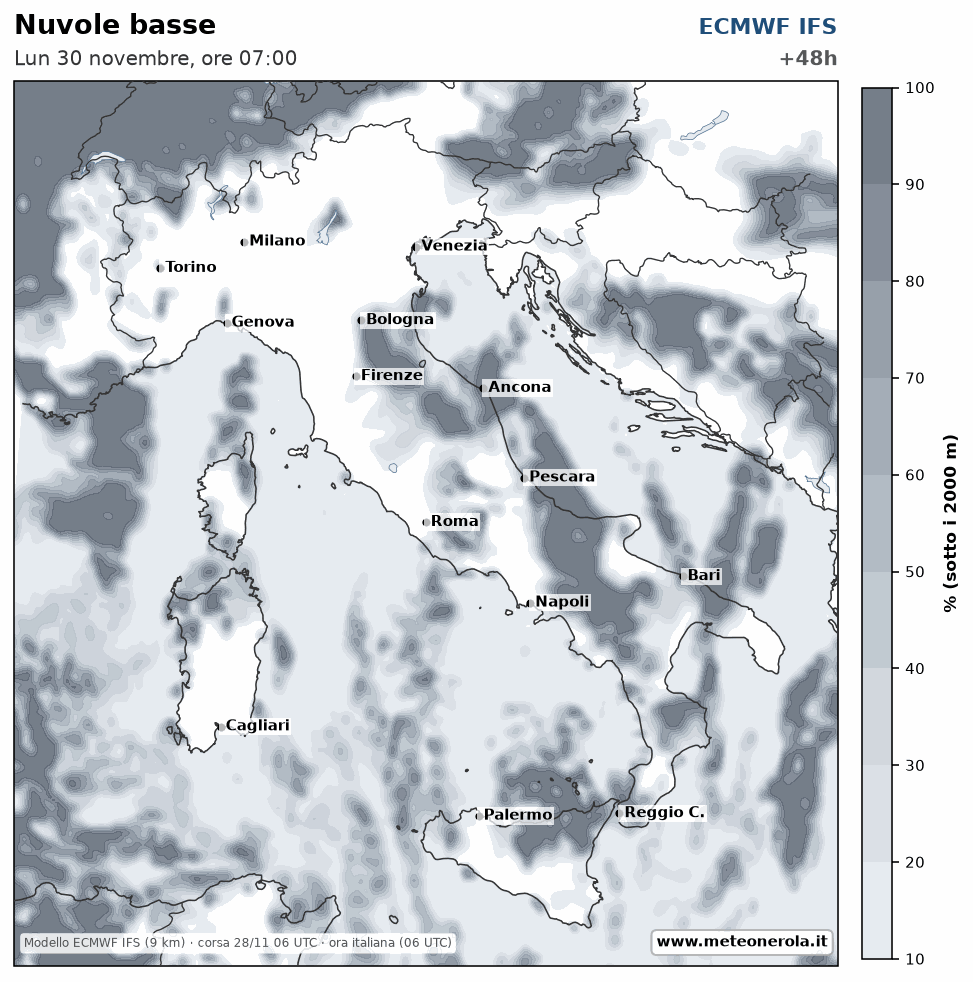 Nuvole basse
ECMWF IFS
Lun 30 novembre, ore 07:00
+48h
100
90
80
70
60
50
40
30
20
10
% (sotto i 2000 m)
Milano
Venezia
Torino
Genova
Bologna
Firenze
Ancona
Pescara
Roma
Bari
Napoli
Cagliari
Palermo
Reggio C.
Modello ECMWF IFS (9 km) · corsa 28/11 06 UTC · ora italiana (06 UTC)
www.meteonerola.it